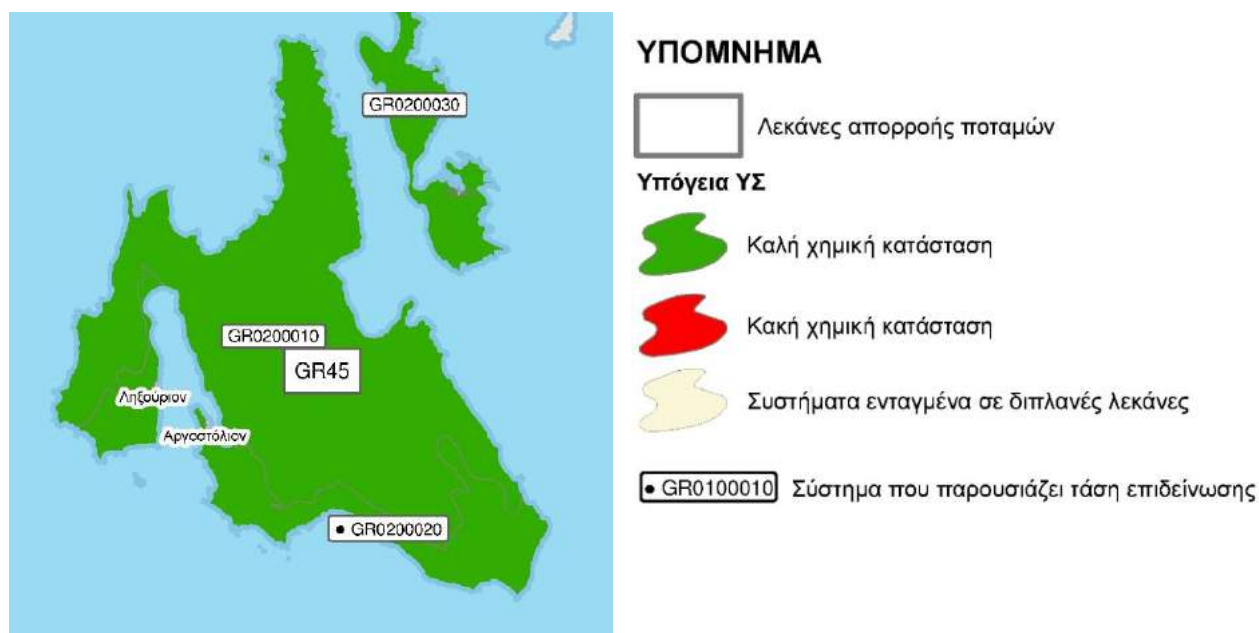 GR0200030
GR0200010
GR45
Ληξούριον
Αργοστόλιον
• GR0200020
ΥΠΟΜΝΗΜΑ
Λεκάνες απορροής ποταμών
Υπόγεια ΥΣ
Καλή χημική κατάσταση
Κακή χημική κατάσταση
Συστήματα ενταγμένα σε διπλανές λεκάνες
• GR0100010 Σύστημα που παρουσιάζει τάση επιδείνωσης